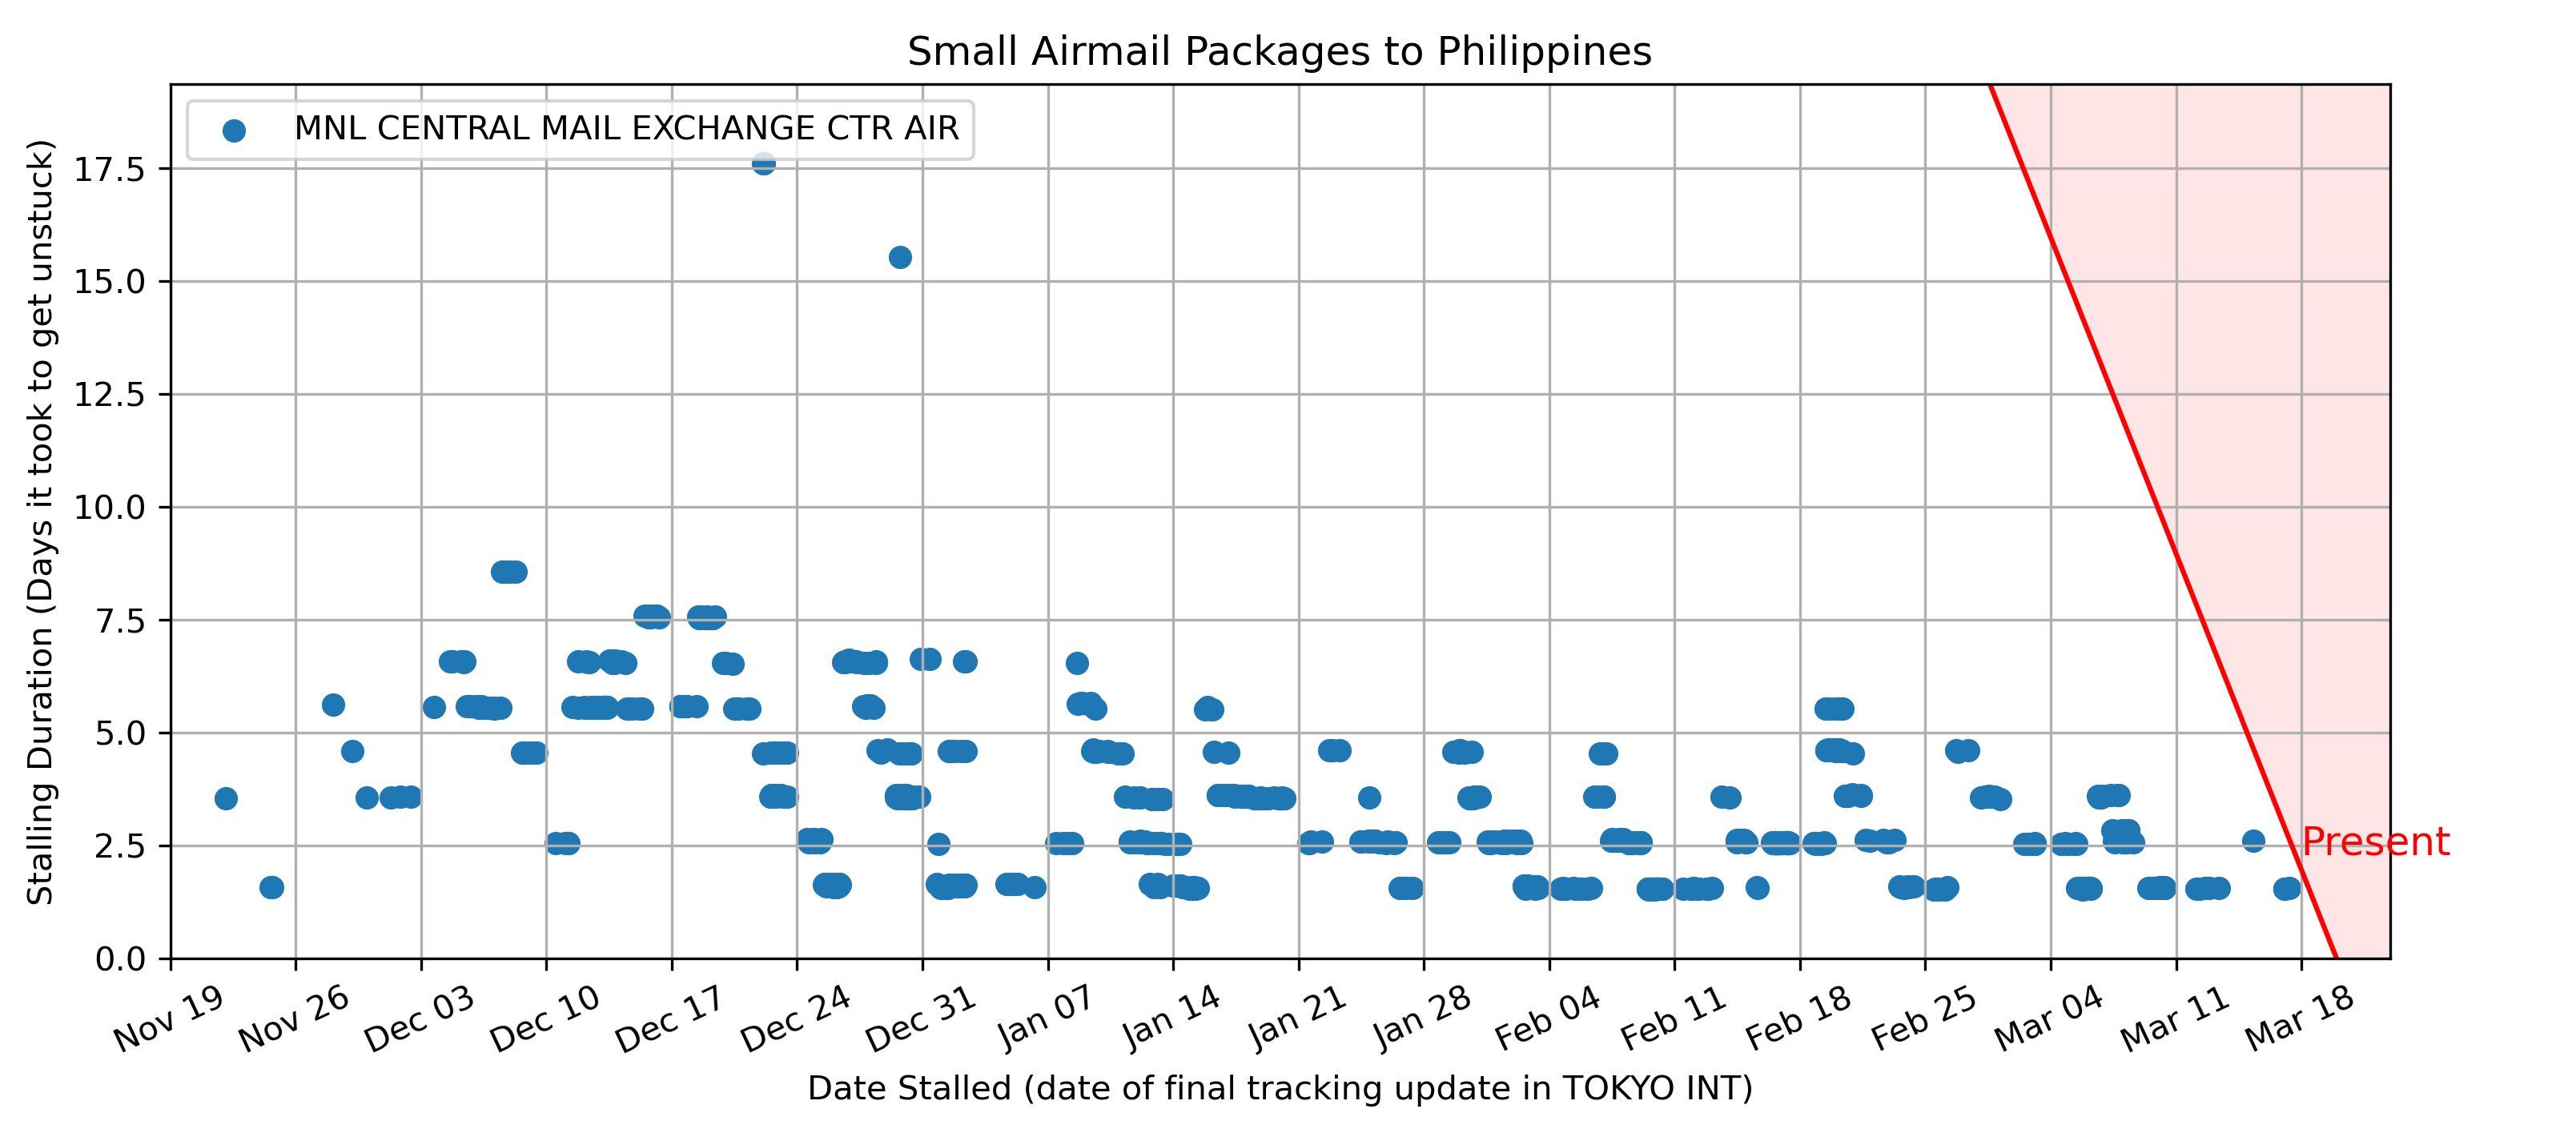 Small Airmail Packages to Philippines
MNL CENTRAL MAIL EXCHANGE CTR AIR
Stalling Duration (Days it took to get unstuck)
17.5
15.0
12.5
10.0
7.5
5.0
2.5
0.0
Present
Nov 19
Nov 26
Dec 03
Dec 10
Dec 17
Dec 24
Dec 31
Jan 07
Jan 14
Jan 21
Jan 28
Feb 04
Feb 11
Feb 18
Feb 25
Mar 04
Mar 11
Mar 18
Date Stalled (date of final tracking update in TOKYO INT)